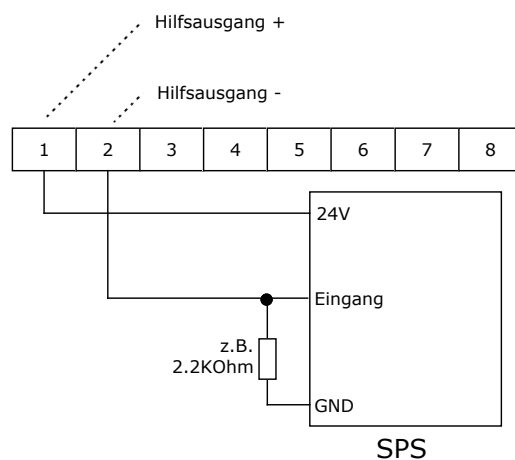 Hilfsausgang +
Hilfsausgang -
1 2 3 4 5 6 7 8
24V
Eingang
z.B.
2.2KOhm
GND
SPS